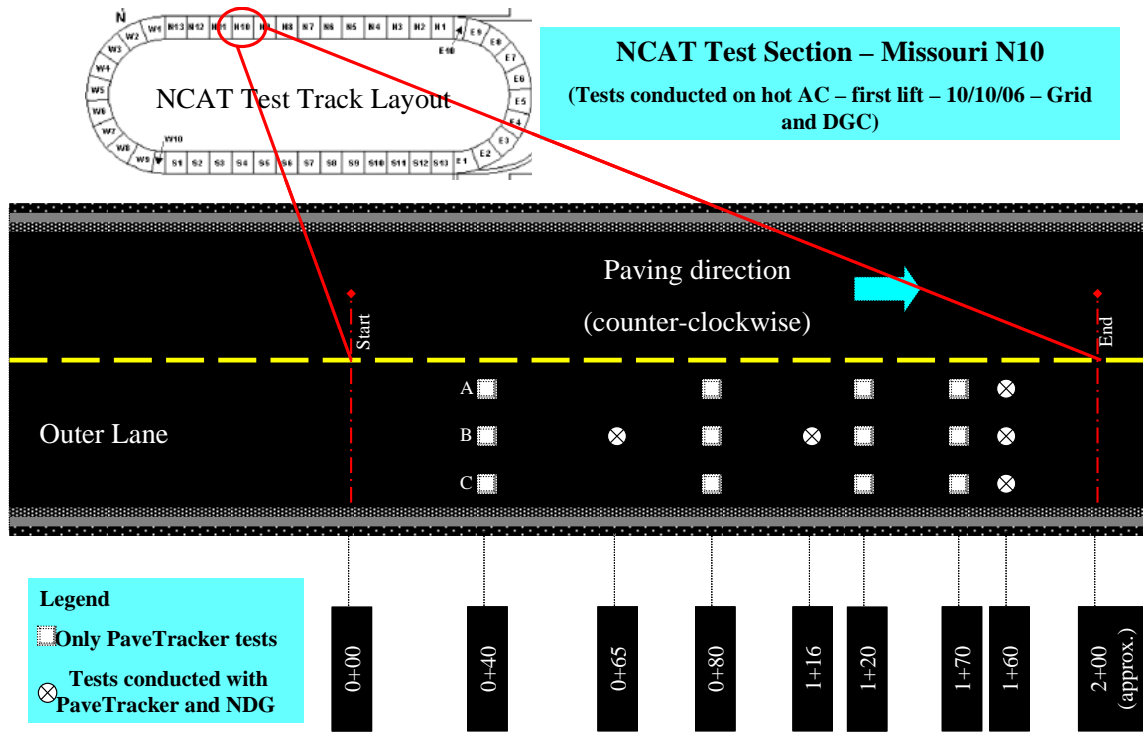 N
W1 N13 N12 N11 N10 N9 N8 N7 N6 N5 N4 N3 N2 N1 E9
W2 E10 E8
W3 E7
W4 E6
W5 E5
W6 E4
W7 E3
W8 W10 E2
W9 S1 S2 S3 S4 S5 S6 S7 S8 S9 S10 S11 S12 S13 E1
NCAT Test Track Layout
NCAT Test Section – Missouri N10
(Tests conducted on hot AC – first lift – 10/10/06 – Grid
and DGC)
Paving direction
(counter-clockwise)
Start
End
Outer Lane
A
B
C
Legend
Only PaveTracker tests
Tests conducted with
PaveTracker and NDG
0+00
0+40
0+65
0+80
1+16
1+20
1+70
1+60
2+00
(approx.)